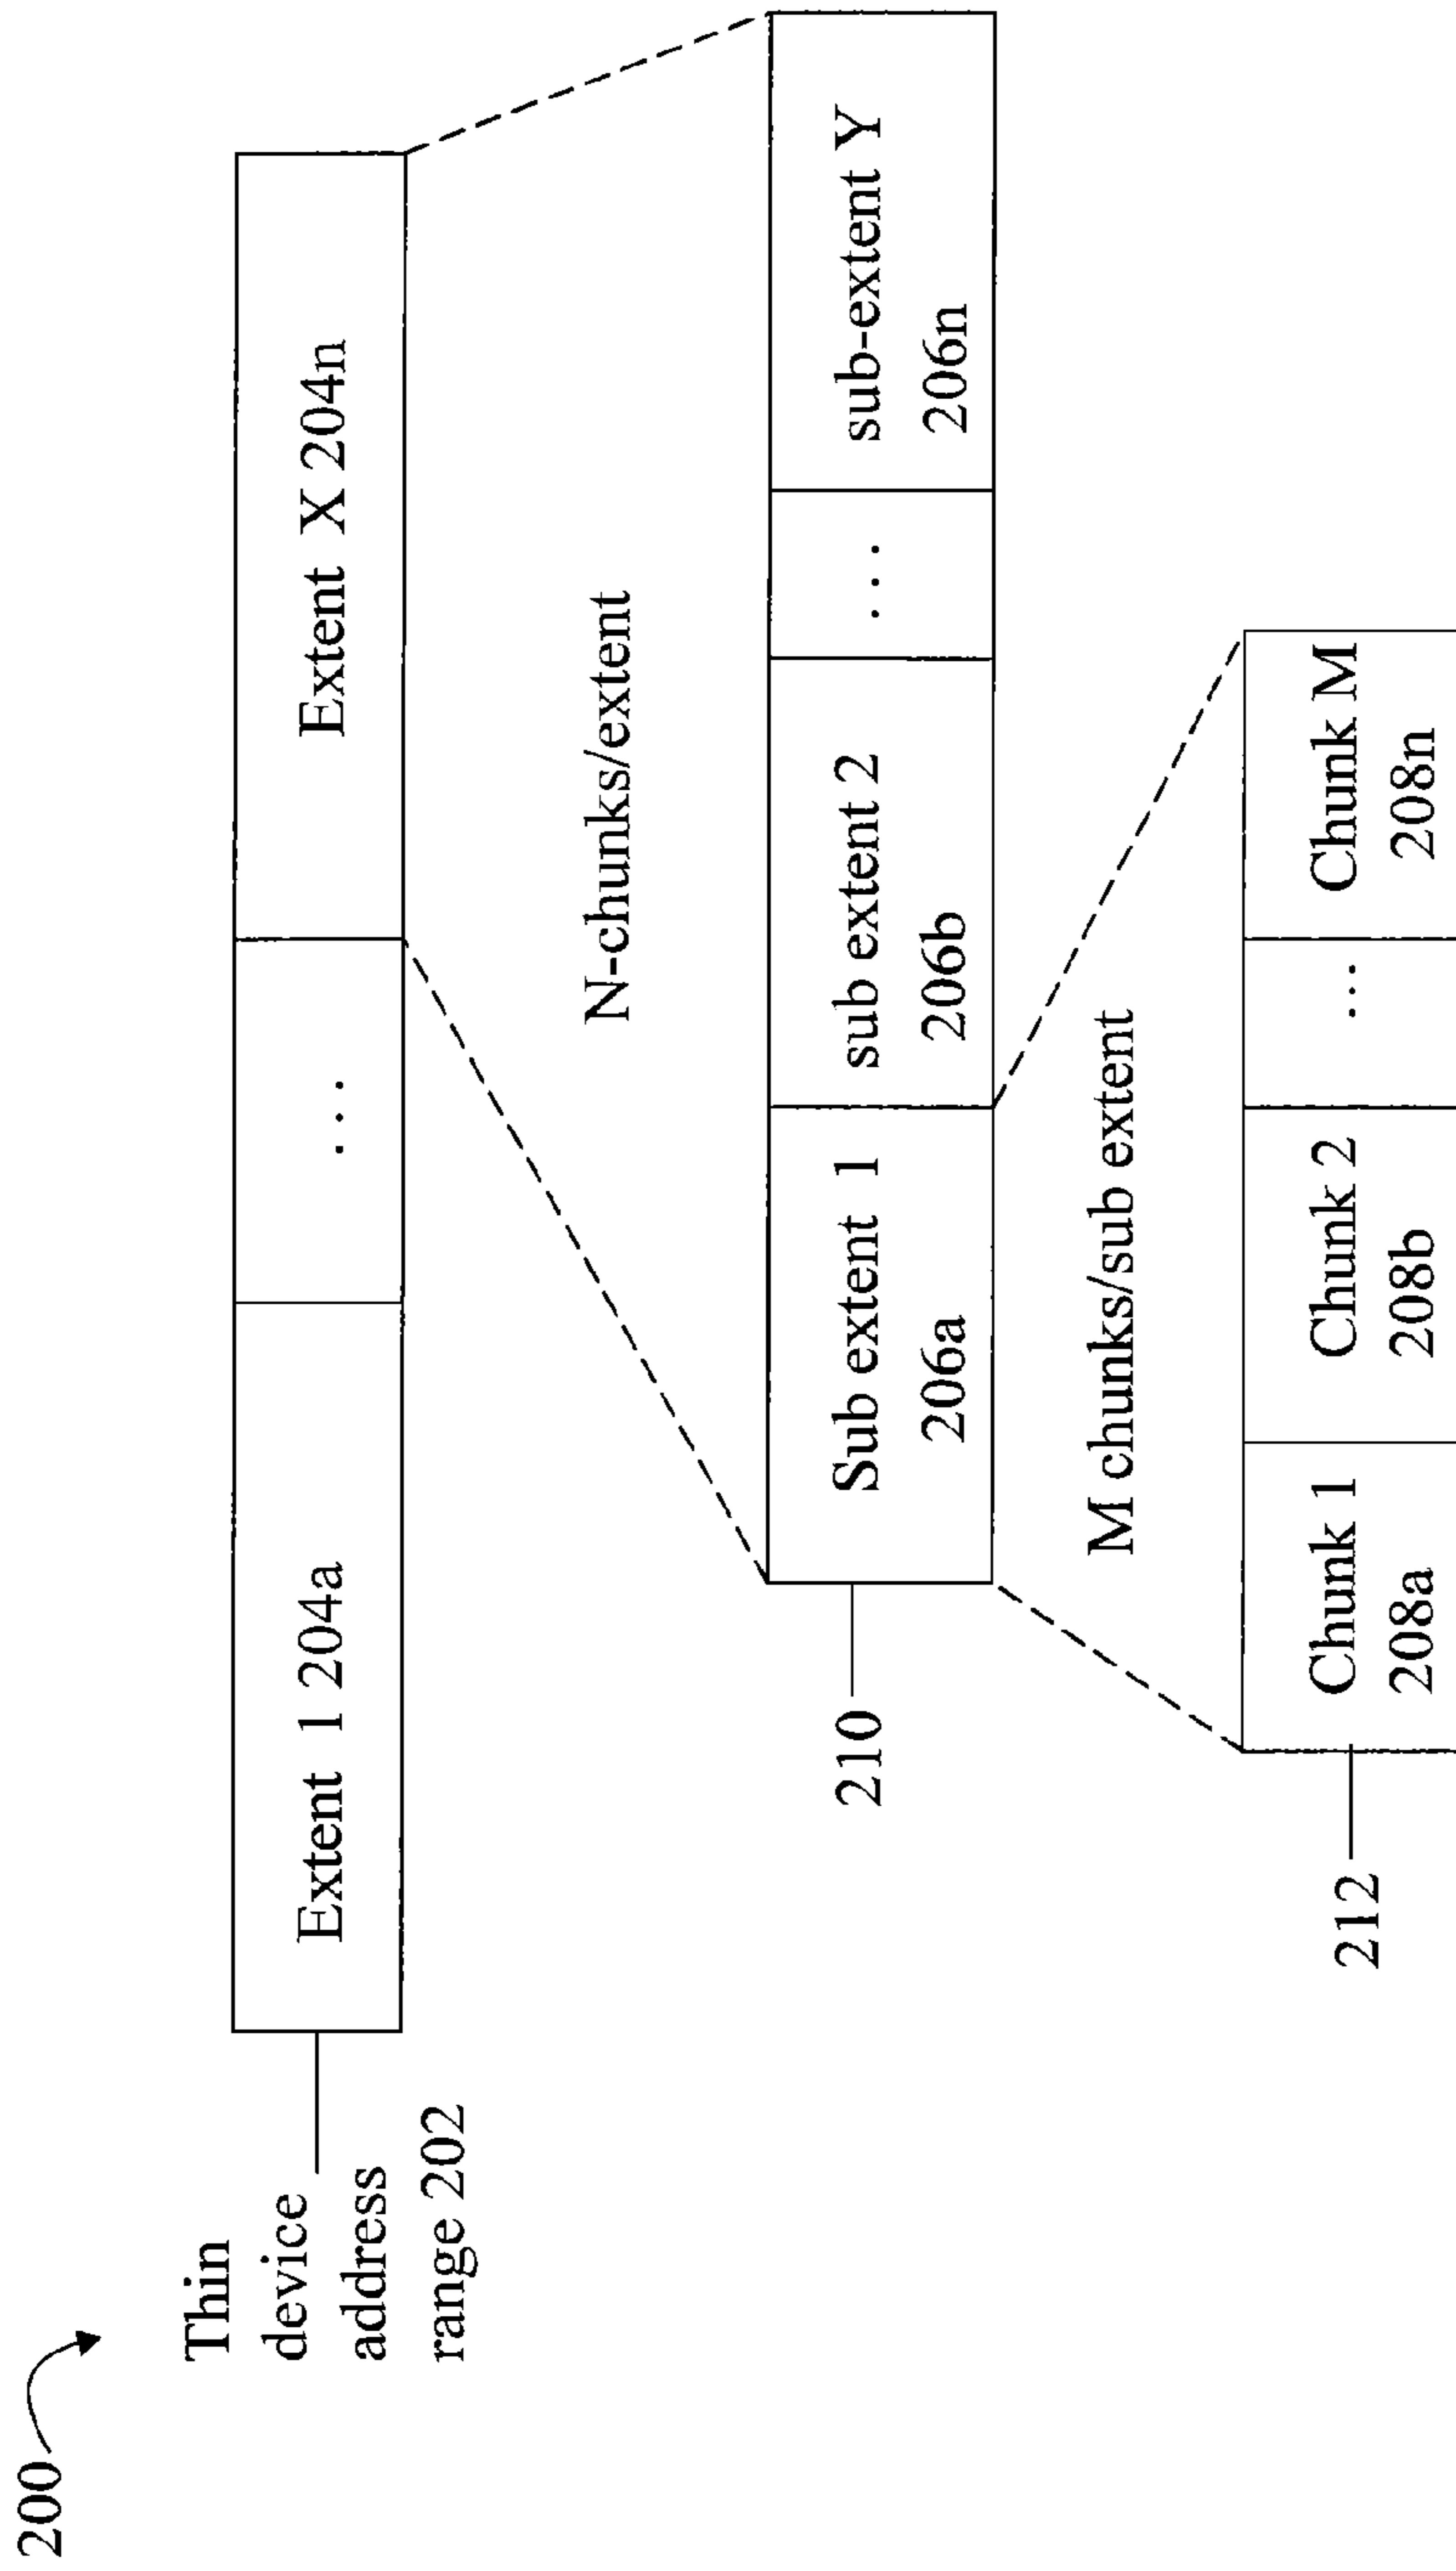 200
Thin
device
address
range 202
Extent 1 204a
...
Extent X 204n
N-chunks/extent
210
Sub extent 1
206a
sub extent 2
206b
...
sub-extent Y
206n
M chunks/sub extent
212
Chunk 1
208a
Chunk 2
208b
...
Chunk M
208n